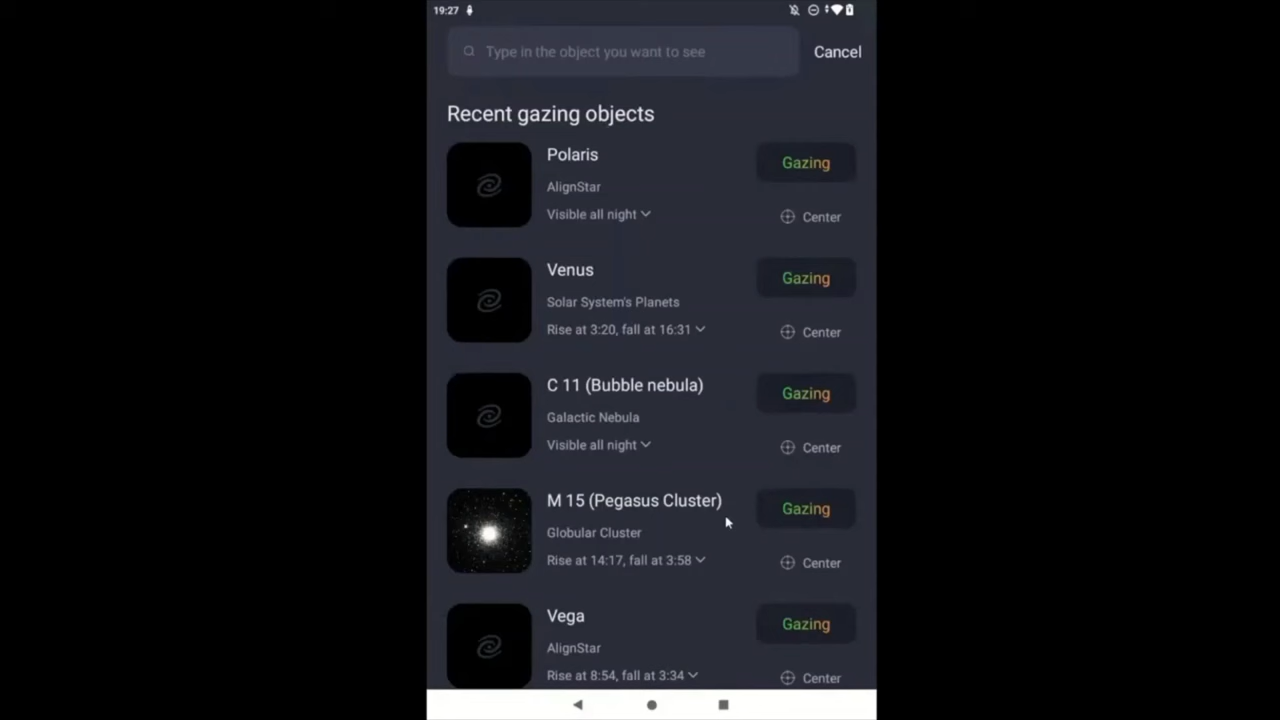 19:27
Type in the object you want to see
Cancel
Recent gazing objects
Polaris
Gazing
AlignStar
Visible all night
Center
Venus
Gazing
Solar System's Planets
Rise at 3:20, fall at 16:31
Center
C 11 (Bubble nebula)
Gazing
Galactic Nebula
Visible all night
Center
M 15 (Pegasus Cluster)
Gazing
Globular Cluster
Rise at 14:17, fall at 3:58
Center
Vega
Gazing
AlignStar
Rise at 8:54, fall at 3:34
Center